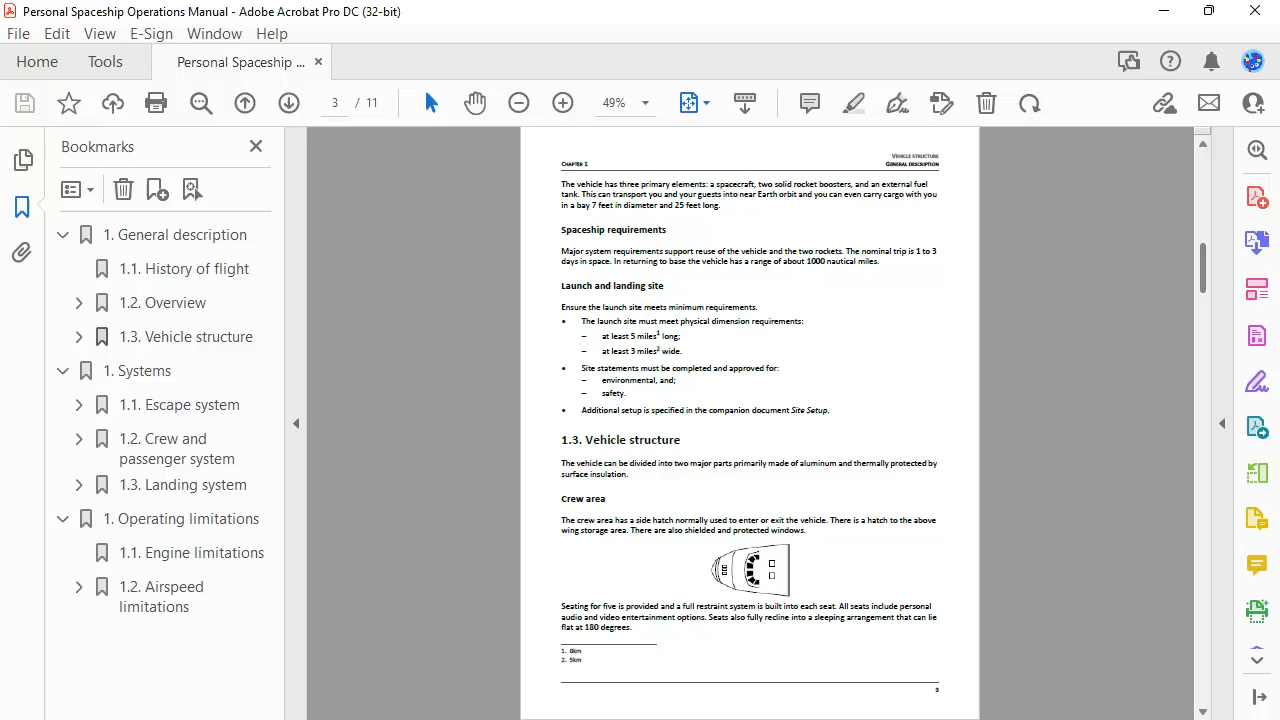 Personal Spaceship Operations Manual - Adobe Acrobat Pro DC (32-bit)
File Edit View E-Sign Window Help
Home Tools Personal Spaceship ...
3 / 11 49%
Bookmarks
1. General description
1.1. History of flight
1.2. Overview
1.3. Vehicle structure
1. Systems
1.1. Escape system
1.2. Crew and
passenger system
1.3. Landing system
1. Operating limitations
1.1. Engine limitations
1.2. Airspeed
limitations
VEHICLE STRUCTURE
CHAPTER 1 GENERAL DESCRIPTION
The vehicle has three primary elements: a spacecraft, two solid rocket boosters, and an external fuel
tank. This can transport you and your guests into near Earth orbit and you can even carry cargo with you
in a bay 7 feet in diameter and 25 feet long.
Spaceship requirements
Major system requirements support reuse of the vehicle and the two rockets. The nominal trip is 1 to 3
days in space. In returning to base the vehicle has a range of about 1000 nautical miles.
Launch and landing site
Ensure the launch site meets minimum requirements.
• The launch site must meet physical dimension requirements:
– at least 5 miles1 long;
– at least 3 miles2 wide.
• Site statements must be completed and approved for:
– environmental, and;
– safety.
• Additional setup is specified in the companion document Site Setup.
1.3. Vehicle structure
The vehicle can be divided into two major parts primarily made of aluminum and thermally protected by
surface insulation.
Crew area
The crew area has a side hatch normally used to enter or exit the vehicle. There is a hatch to the above
wing storage area. There are also shielded and protected windows.
Seating for five is provided and a full restraint system is built into each seat. All seats include personal
audio and video entertainment options. Seats also fully recline into a sleeping arrangement that can lie
flat at 180 degrees.
1. 8km
2. 5km
3